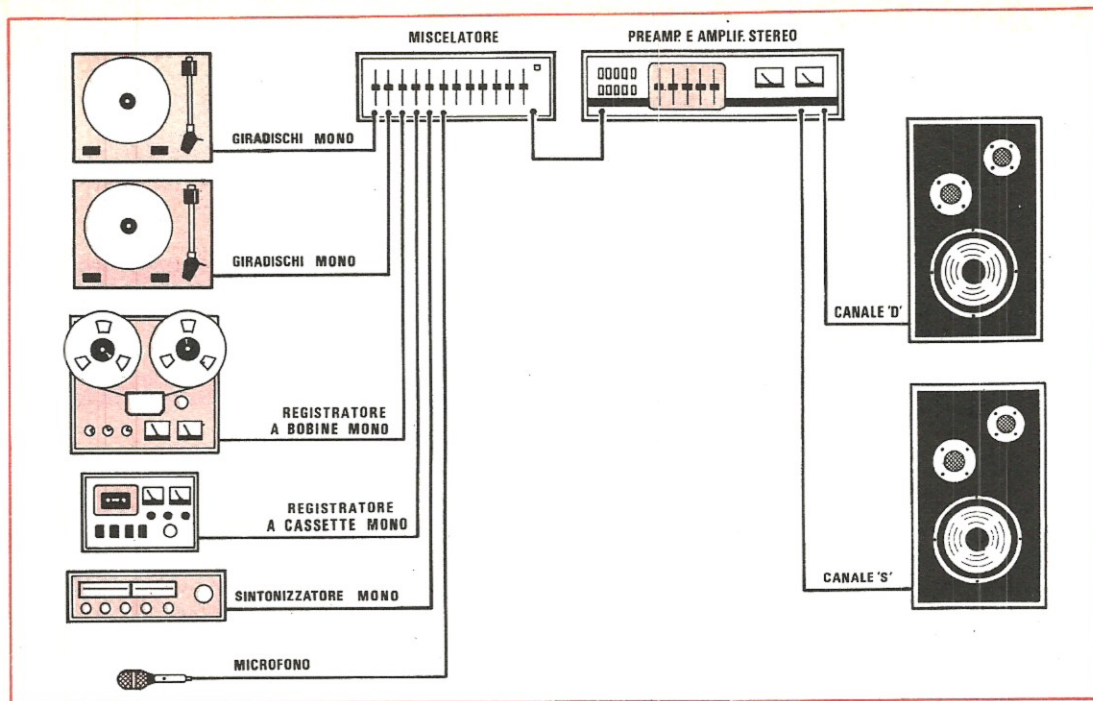 MISCELATORE
PREAMP. E AMPLIF. STEREO
GIRADISCHI MONO
GIRADISCHI MONO
REGISTRATORE
A BOBINE MONO
REGISTRATORE
A CASSETTE MONO
SINTONIZZATORE MONO
MICROFONO
CANALE 'D'
CANALE 'S'